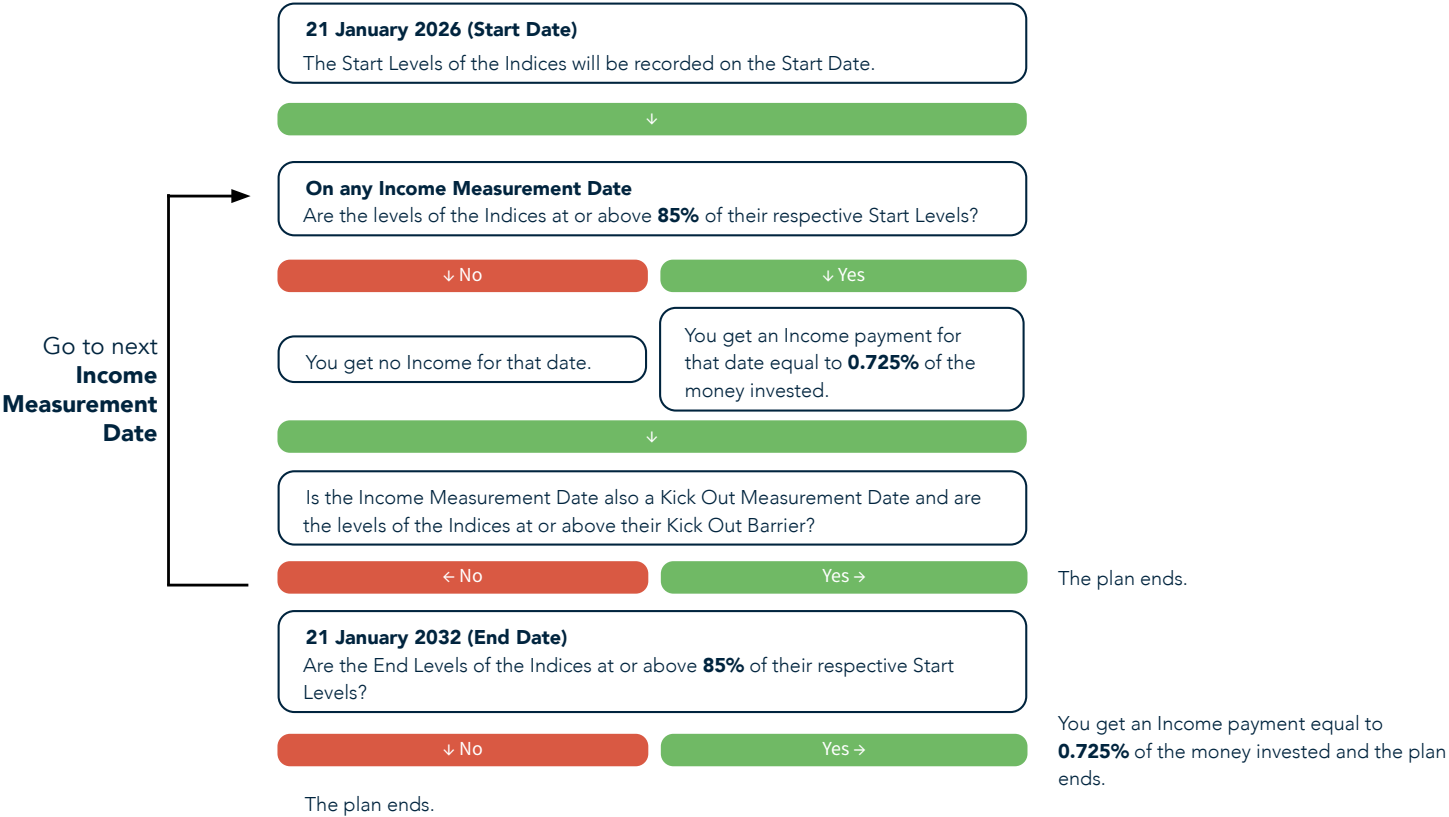 21 January 2026 (Start Date)
The Start Levels of the Indices will be recorded on the Start Date.
↓
On any Income Measurement Date
Are the levels of the Indices at or above 85% of their respective Start Levels?
↓ No
↓ Yes
Go to next
Income
Measurement
Date
You get no Income for that date.
You get an Income payment for
that date equal to 0.725% of the
money invested.
↓
Is the Income Measurement Date also a Kick Out Measurement Date and are
the levels of the Indices at or above their Kick Out Barrier?
← No
Yes →
The plan ends.
21 January 2032 (End Date)
Are the End Levels of the Indices at or above 85% of their respective Start
Levels?
↓ No
Yes →
You get an Income payment equal to
0.725% of the money invested and the plan
ends.
The plan ends.